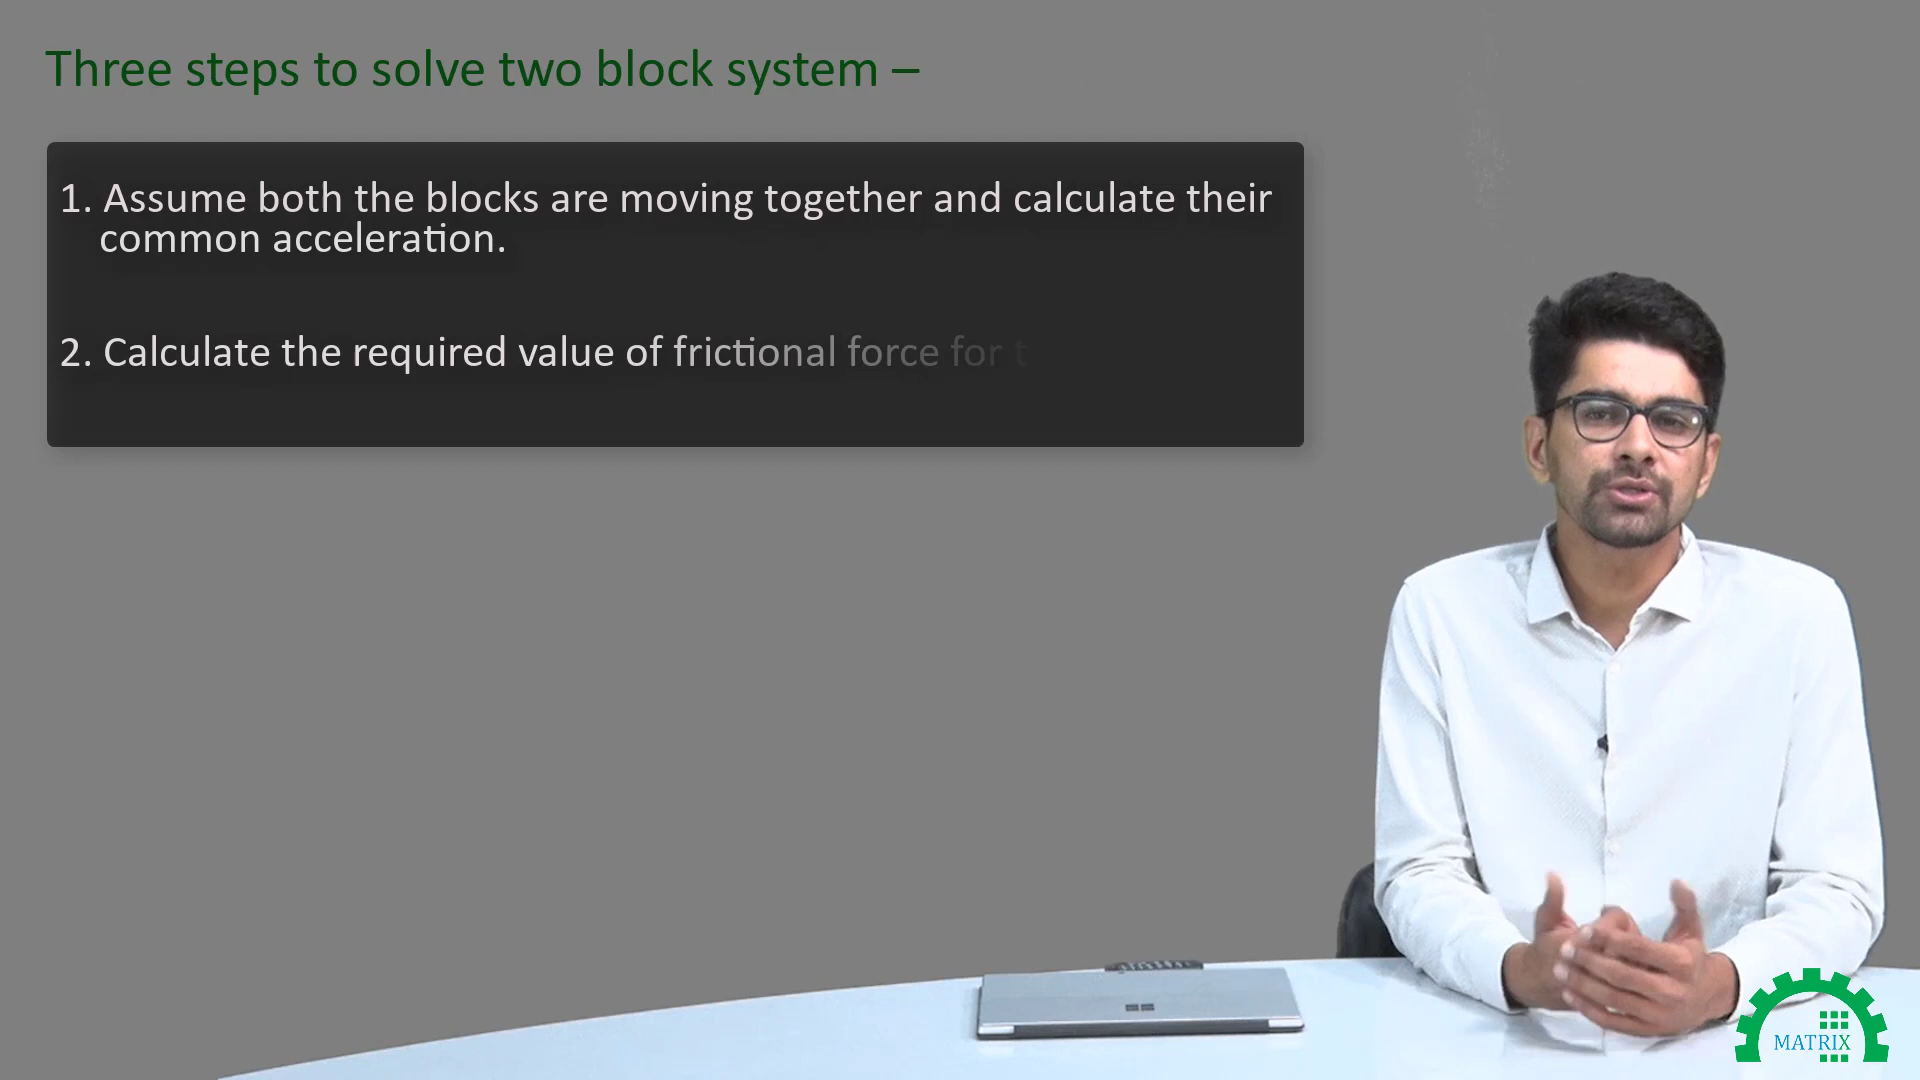 Three steps to solve two block system –
1. Assume both the blocks are moving together and calculate their
common acceleration.
2. Calculate the required value of frictional force for t
MATRIX